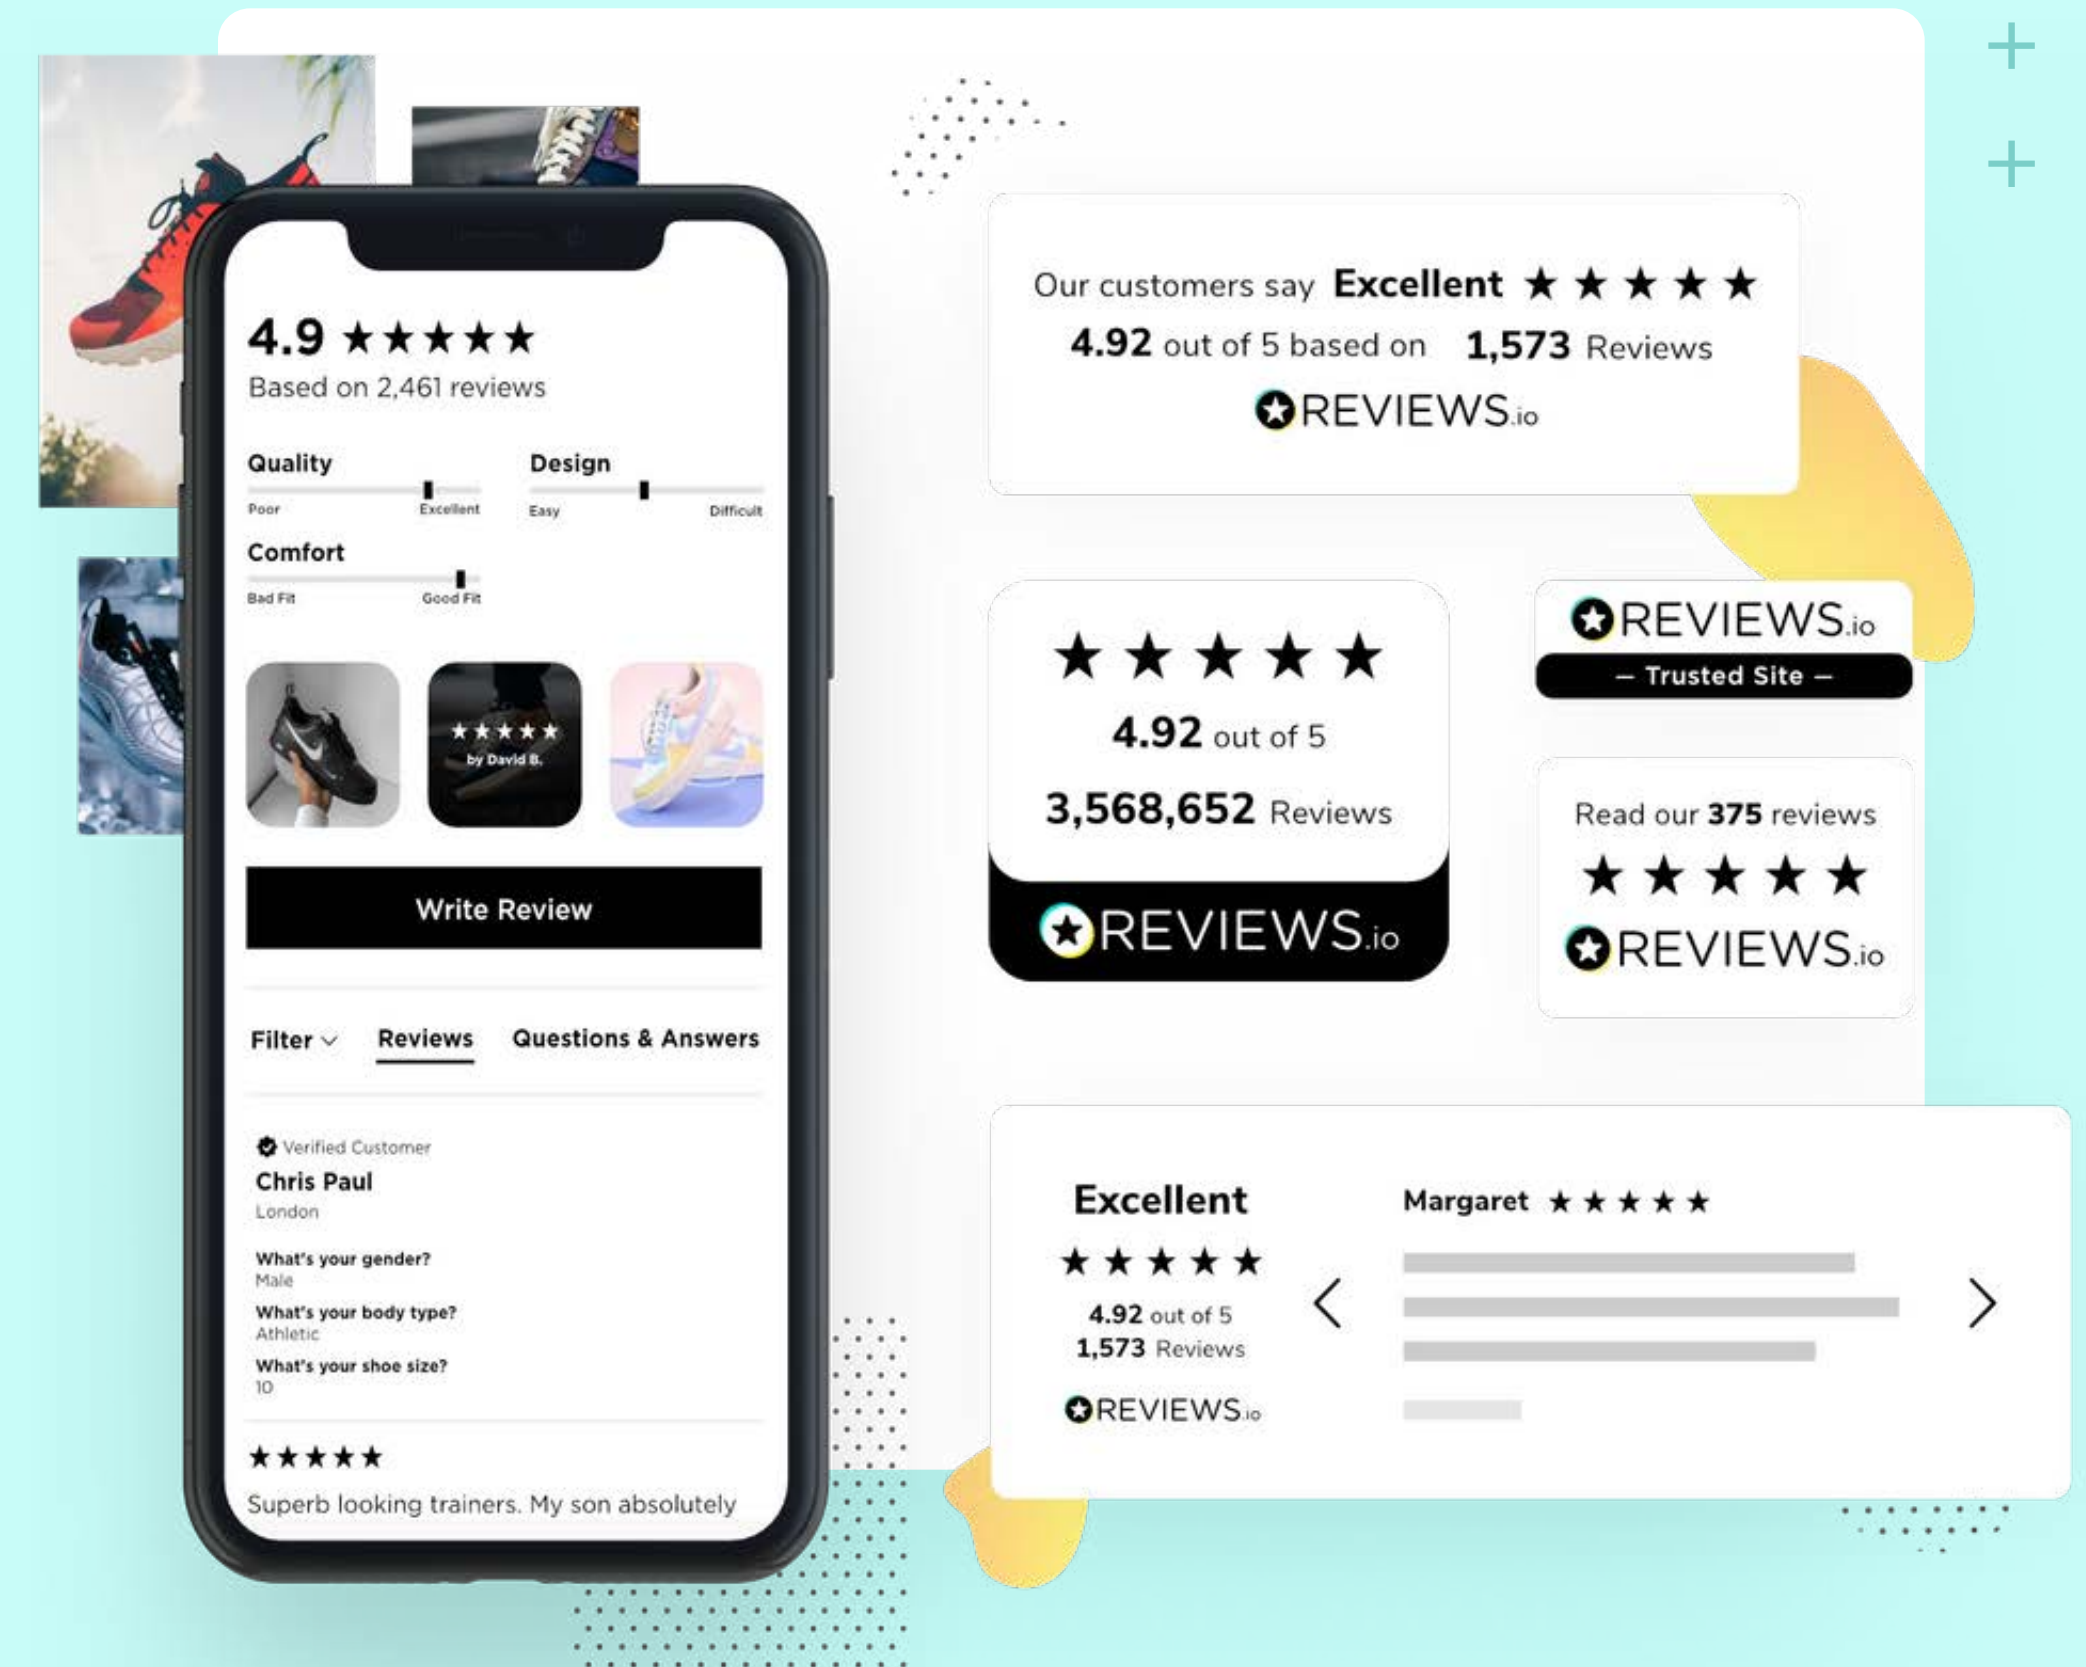 4.9 ★★★★★
Based on 2,461 reviews
Quality
Poor Excellent
Design
Easy Difficult
Comfort
Bad Fit Good Fit
★★★★★
by David B.
Write Review
Filter Reviews Questions & Answers
Verified Customer
Chris Paul
London
What's your gender?
Male
What's your body type?
Athletic
What's your shoe size?
10
★★★★★
Superb looking trainers. My son absolutely
Our customers say Excellent ★★★★★
4.92 out of 5 based on 1,573 Reviews
REVIEWS.io
★★★★★
4.92 out of 5
3,568,652 Reviews
REVIEWS.io
REVIEWS.io
– Trusted Site –
Read our 375 reviews
★★★★★
REVIEWS.io
Excellent
★★★★★
4.92 out of 5
1,573 Reviews
REVIEWS.io
Margaret ★★★★★